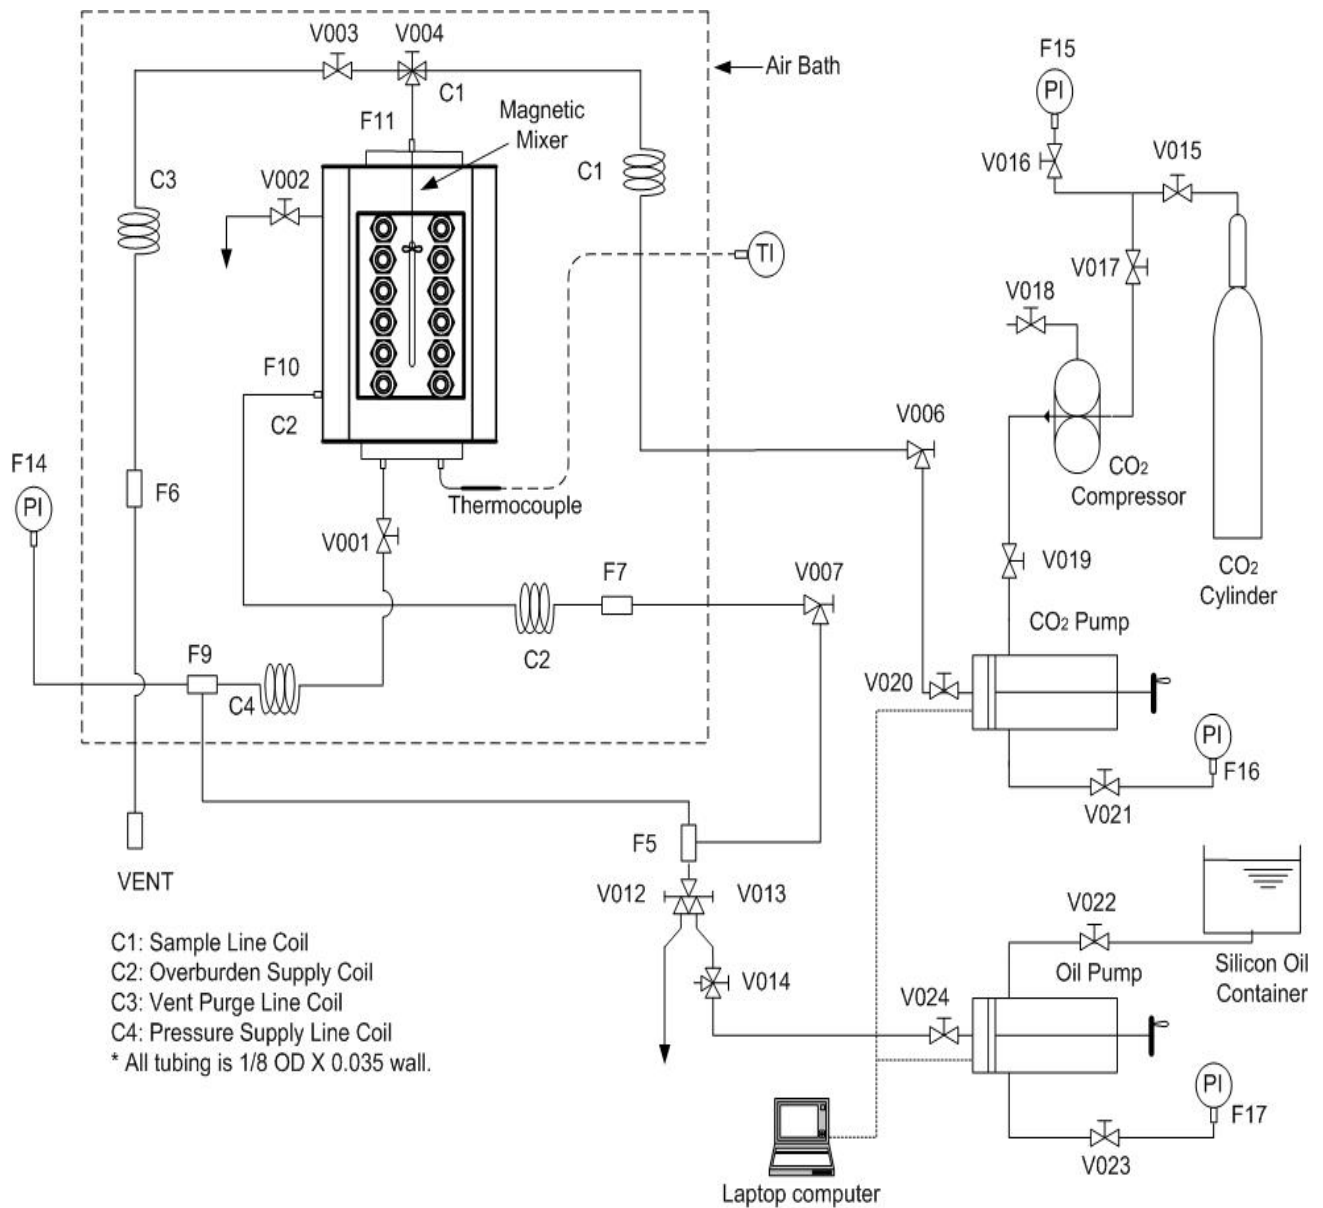 V003
V004
F15
PI
Air Bath
C1
Magnetic
Mixer
F11
V016
V015
C3
V002
C1
TI
V017
V018
F10
C2
V006
F14
PI
F6
CO2
Compressor
Thermocouple
V001
V019
CO2
Cylinder
F7
V007
CO2 Pump
F9
C2
C4
V020
PI
F16
V021
F5
VENT
V012
V013
V022
C1: Sample Line Coil
C2: Overburden Supply Coil
C3: Vent Purge Line Coil
C4: Pressure Supply Line Coil
* All tubing is 1/8 OD X 0.035 wall.
Oil Pump
Silicon Oil
Container
V014
V024
PI
F17
V023
Laptop computer